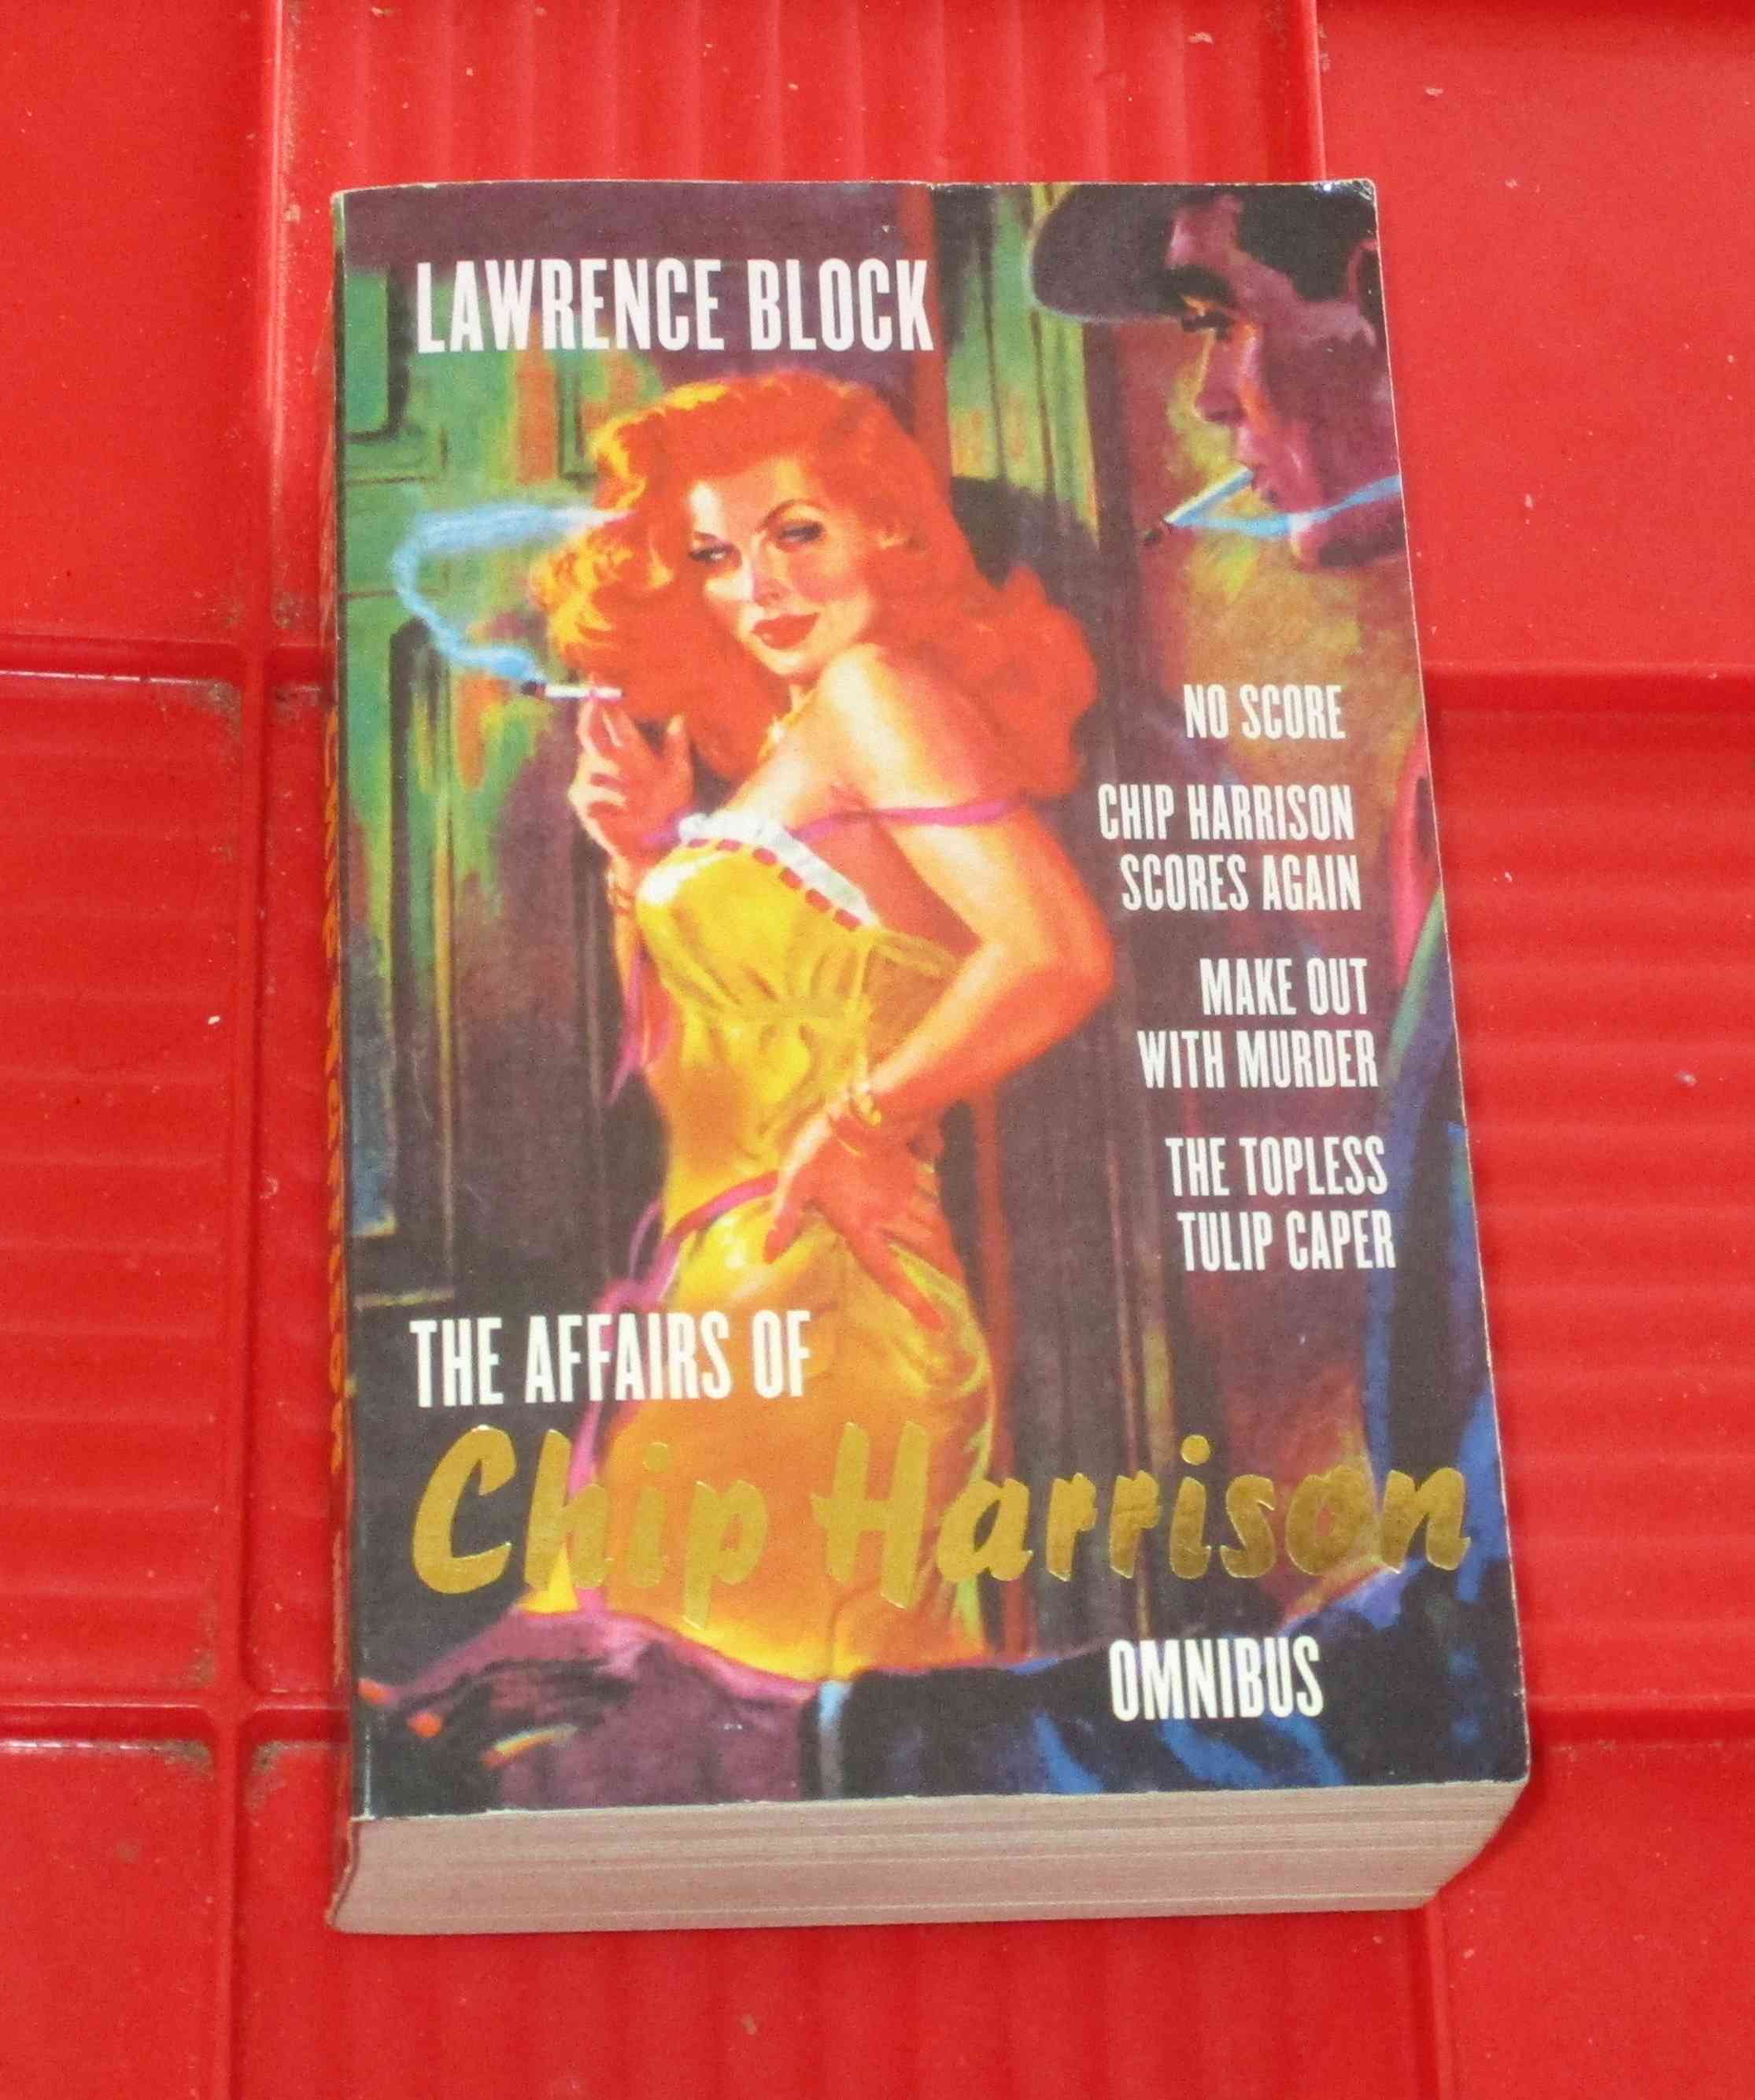 LAWRENCE BLOCK
NO SCORE
CHIP HARRISON
SCORES AGAIN
MAKE OUT
WITH MURDER
THE TOPLESS
TULIP CAPER
THE AFFAIRS OF
Chip Harrison
OMNIBUS